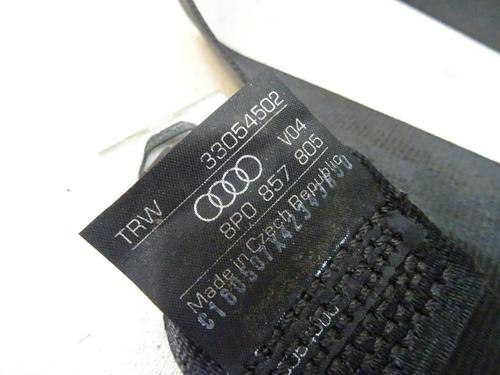 TRW 33054502
V04
8P0 857 805
Made in Czech Republic